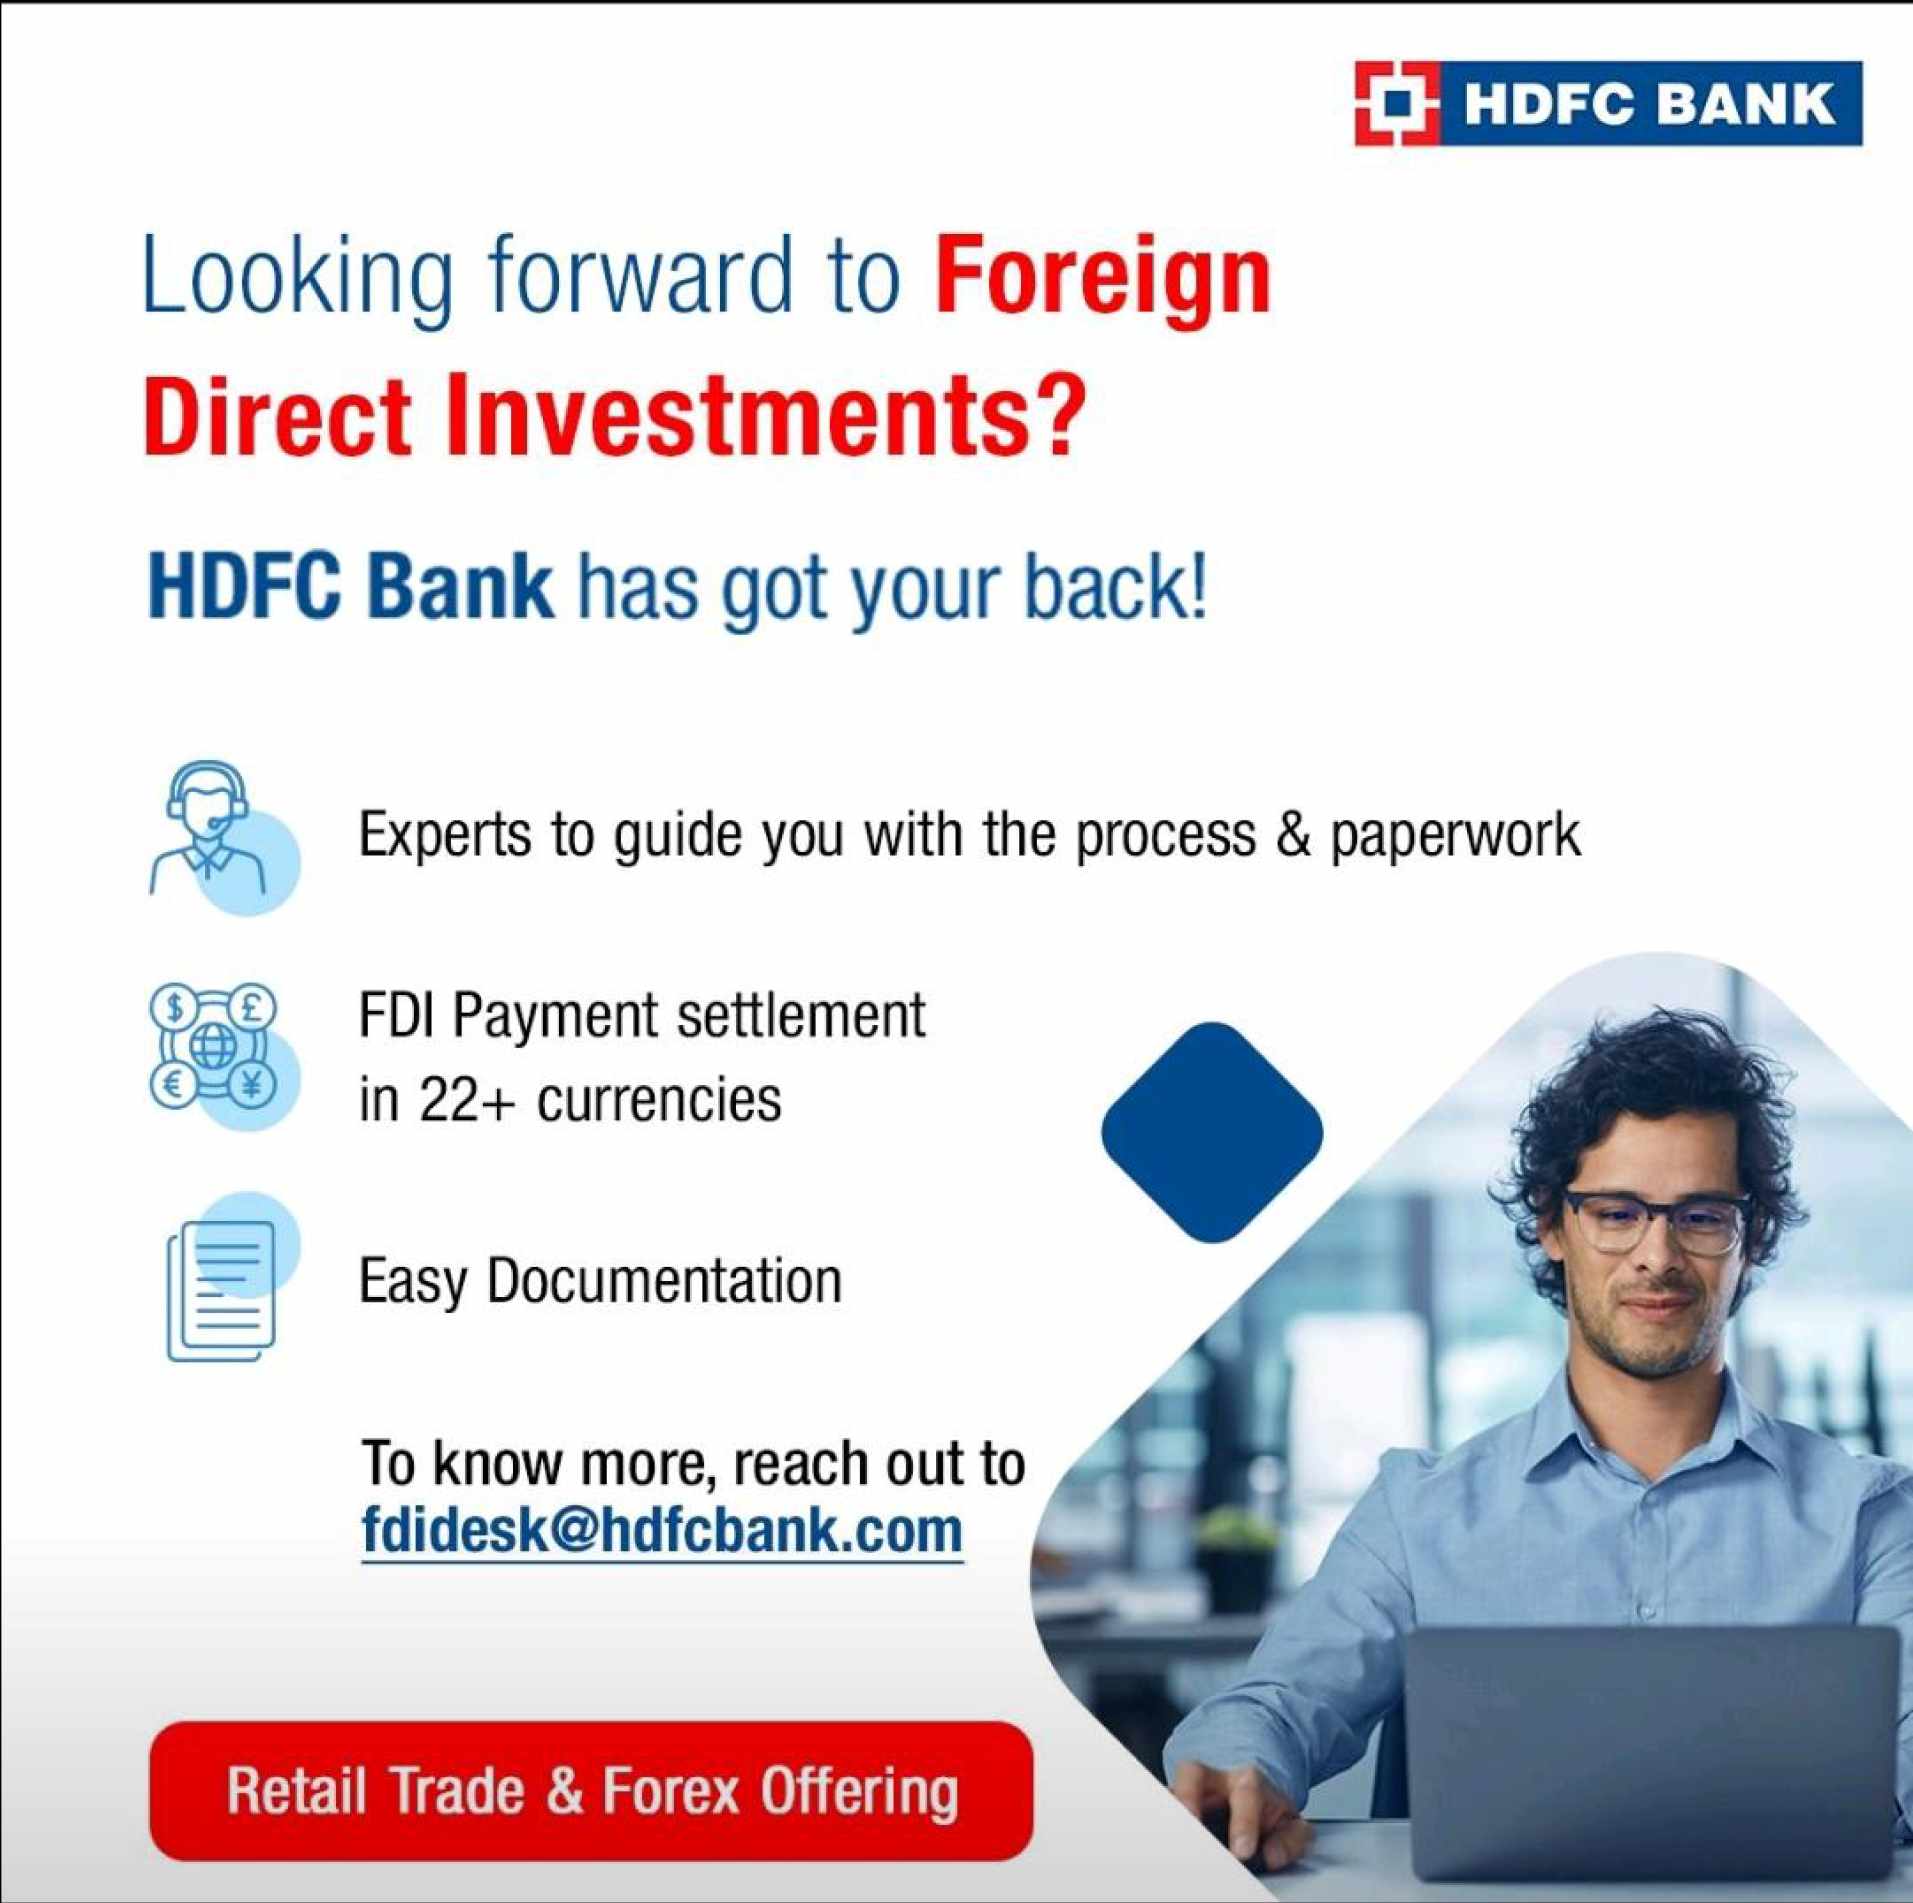 HDFC BANK
Looking forward to Foreign
Direct Investments?
HDFC Bank has got your back!
Experts to guide you with the process & paperwork
$ £
€ ¥
FDI Payment settlement
in 22+ currencies
Easy Documentation
To know more, reach out to
fdidesk@hdfcbank.com
Retail Trade & Forex Offering